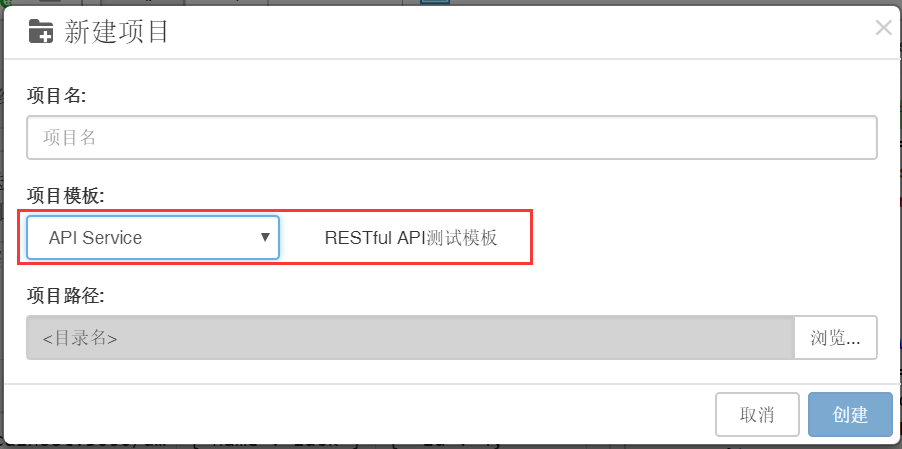 新建项目
项目名:
项目名
项目模板:
API Service
RESTful API测试模板
项目路径:
<目录名>
浏览...
取消
创建